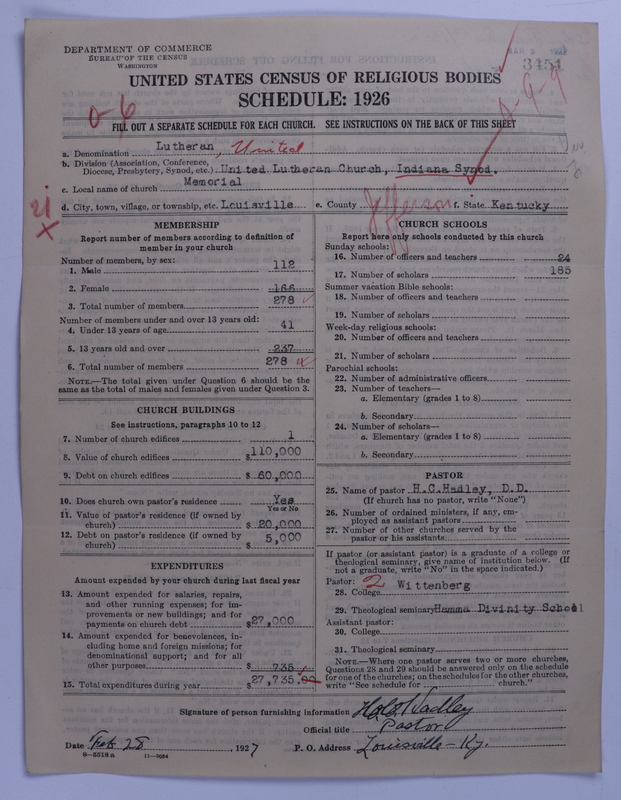 DEPARTMENT OF COMMERCE
BUREAU OF THE CENSUS
WASHINGTON
3454
UNITED STATES CENSUS OF RELIGIOUS BODIES
SCHEDULE: 1926
0-6
FILL OUT A SEPARATE SCHEDULE FOR EACH CHURCH. SEE INSTRUCTIONS ON THE BACK OF THIS SHEET
a. Denomination Lutheran, United
b. Division (Association, Conference,
Diocese, Presbytery, Synod, etc.) United Lutheran Church, Indiana Synod.
c. Local name of church Memorial
d. City, town, village, or township, etc. Louisville e. County Jefferson f. State Kentucky
MEMBERSHIP
Report number of members according to definition of
member in your church
Number of members, by sex:
1. Male 112
2. Female 166
3. Total number of members 278
Number of members under and over 13 years old:
4. Under 13 years of age 41
5. 13 years old and over 237
6. Total number of members 278
NOTE.—The total given under Question 6 should be the
same as the total of males and females given under Question 3.
CHURCH BUILDINGS
See instructions, paragraphs 10 to 12
7. Number of church edifices 1
8. Value of church edifices $110,000
9. Debt on church edifices $ 60,000
10. Does church own pastor's residence Yes
Yes or No
11. Value of pastor's residence (if owned by
church) $ 20,000
12. Debt on pastor's residence (if owned by
church) $ 5,000
EXPENDITURES
Amount expended by your church during last fiscal year
13. Amount expended for salaries, repairs,
and other running expenses; for im-
provements or new buildings; and for
payments on church debt $27,000
14. Amount expended for benevolences, in-
cluding home and foreign missions; for
denominational support; and for all
other purposes $ 735
15. Total expenditures during year $ 27,735.00
CHURCH SCHOOLS
Report here only schools conducted by this church
Sunday schools:
16. Number of officers and teachers 24
17. Number of scholars 185
Summer vacation Bible schools:
18. Number of officers and teachers
19. Number of scholars
Week-day religious schools:
20. Number of officers and teachers
21. Number of scholars
Parochial schools:
22. Number of administrative officers
23. Number of teachers—
a. Elementary (grades 1 to 8)
b. Secondary
24. Number of scholars—
a. Elementary (grades 1 to 8)
b. Secondary
PASTOR
25. Name of pastor H.C.Hadley, D.D.
(If church has no pastor, write "None")
26. Number of ordained ministers, if any, em-
ployed as assistant pastors
27. Number of other churches served by the
pastor or his assistants
If pastor (or assistant pastor) is a graduate of a college or
theological seminary, give name of institution below. (If
not a graduate, write "No" in the space indicated.)
Pastor: 2
28. College Wittenberg
29. Theological seminary Hamma Divinity School
Assistant pastor:
30. College
31. Theological seminary
NOTE.—Where one pastor serves two or more churches,
Questions 28 and 29 should be answered only on the schedule
for one of the churches; on the schedules for the other churches,
write "See schedule for church."
Signature of person furnishing information H.C. Hadley
Official title Pastor
Date Feb 28, 1927 P. O. Address Louisville - Ky.
8-5518a 11-9034